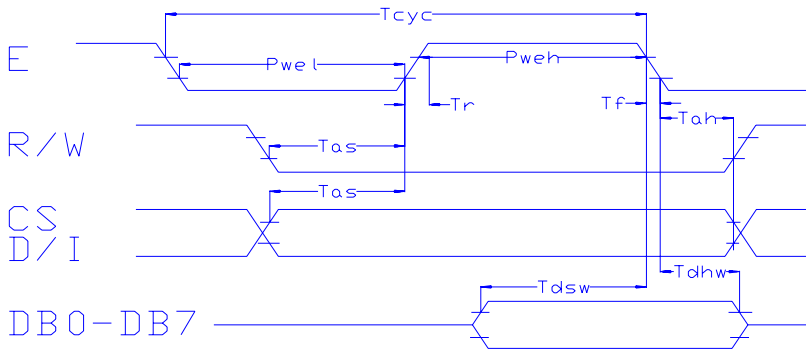 Tcyc
E
Pwel
Pweh
Tr
Tf
Tah
R/W
Tas
Tas
CS
D/I
Tdhw
Tdsw
DB0-DB7